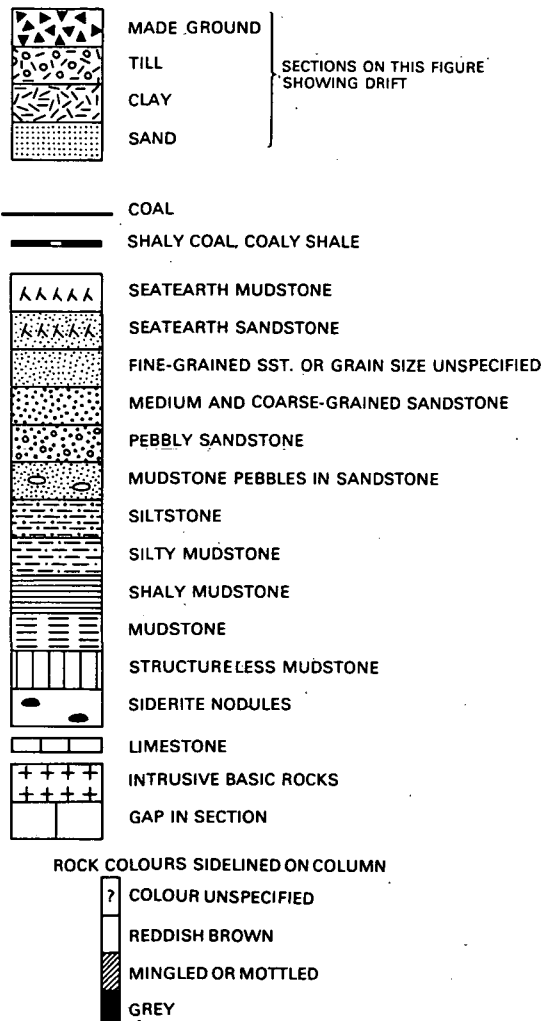 MADE GROUND
TILL
SECTIONS ON THIS FIGURE
SHOWING DRIFT
CLAY
SAND
COAL
SHALY COAL, COALY SHALE
SEATEARTH MUDSTONE
SEATEARTH SANDSTONE
FINE-GRAINED SST. OR GRAIN SIZE UNSPECIFIED
MEDIUM AND COARSE-GRAINED SANDSTONE
PEBBLY SANDSTONE
MUDSTONE PEBBLES IN SANDSTONE
SILTSTONE
SILTY MUDSTONE
SHALY MUDSTONE
MUDSTONE
STRUCTURELESS MUDSTONE
SIDERITE NODULES
LIMESTONE
INTRUSIVE BASIC ROCKS
GAP IN SECTION
ROCK COLOURS SIDELINED ON COLUMN
? COLOUR UNSPECIFIED
REDDISH BROWN
MINGLED OR MOTTLED
GREY